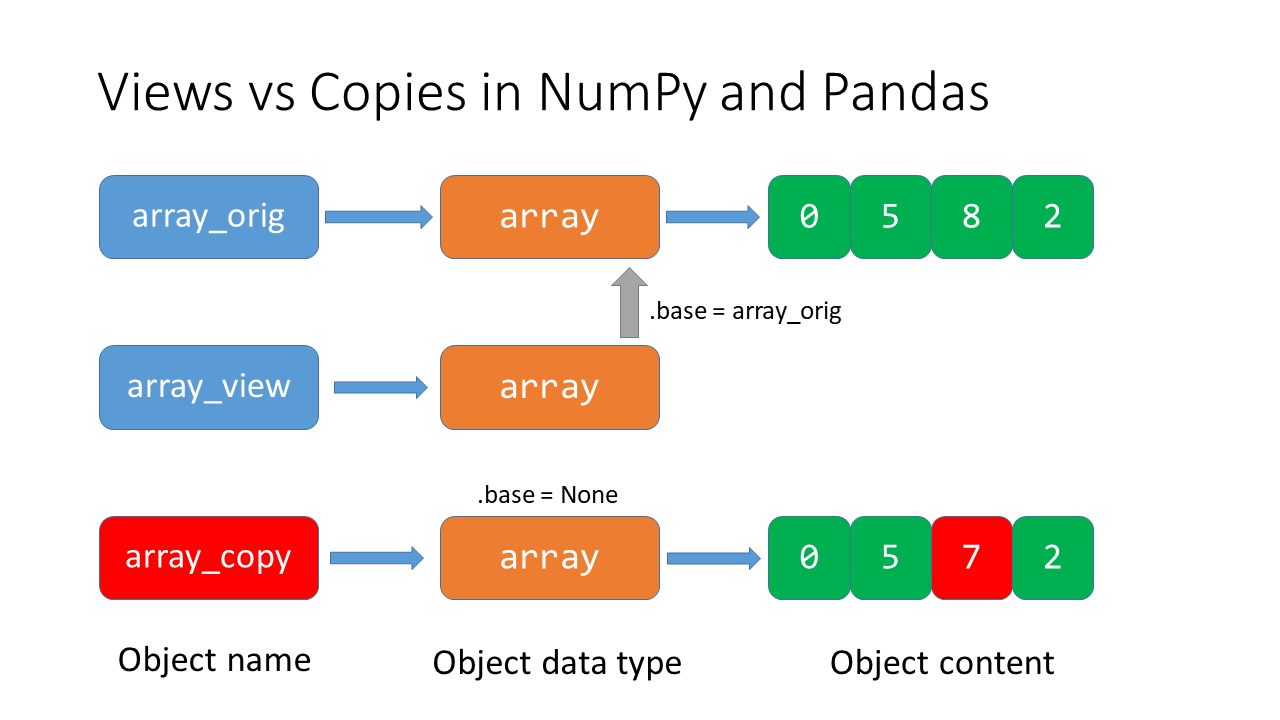 Views vs Copies in NumPy and Pandas
array_orig
array
0 5 8 2
.base = array_orig
array_view
array
.base = None
array_copy
array
0 5 7 2
Object name
Object data type
Object content